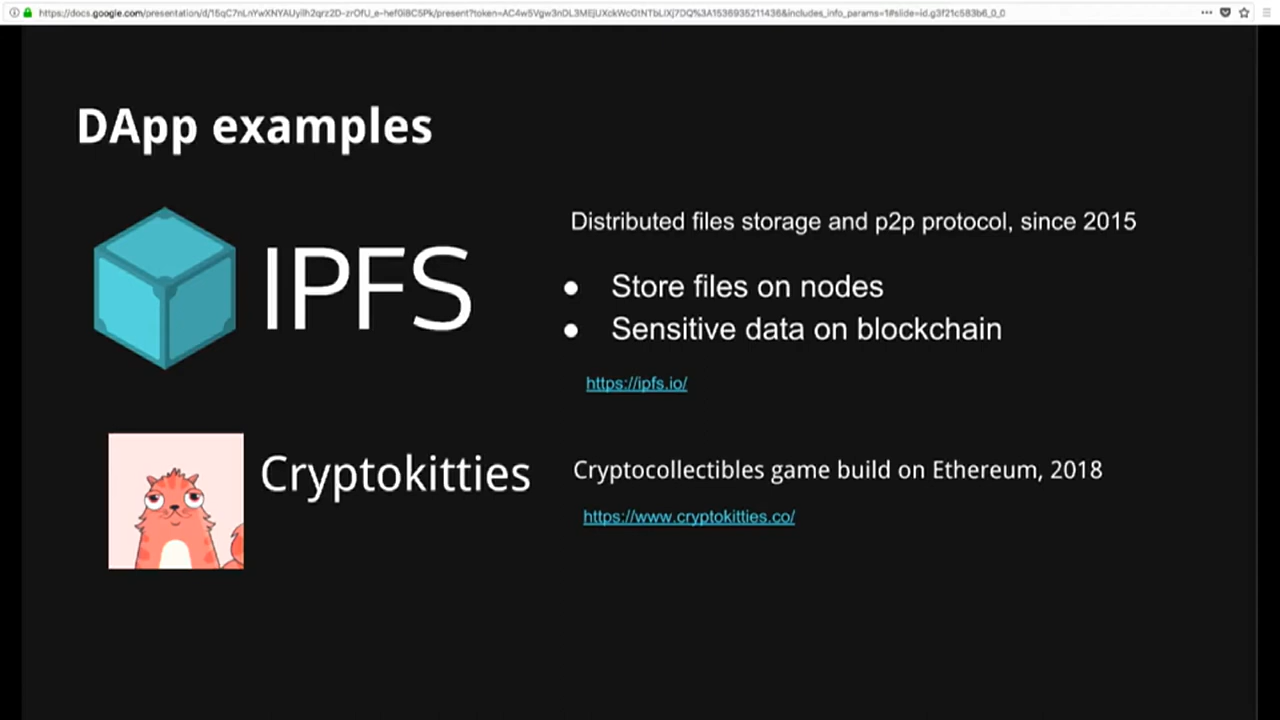 DApp examples
IPFS
Distributed files storage and p2p protocol, since 2015
● Store files on nodes
● Sensitive data on blockchain
https://ipfs.io/
Cryptokitties
Cryptocollectibles game build on Ethereum, 2018
https://www.cryptokitties.co/